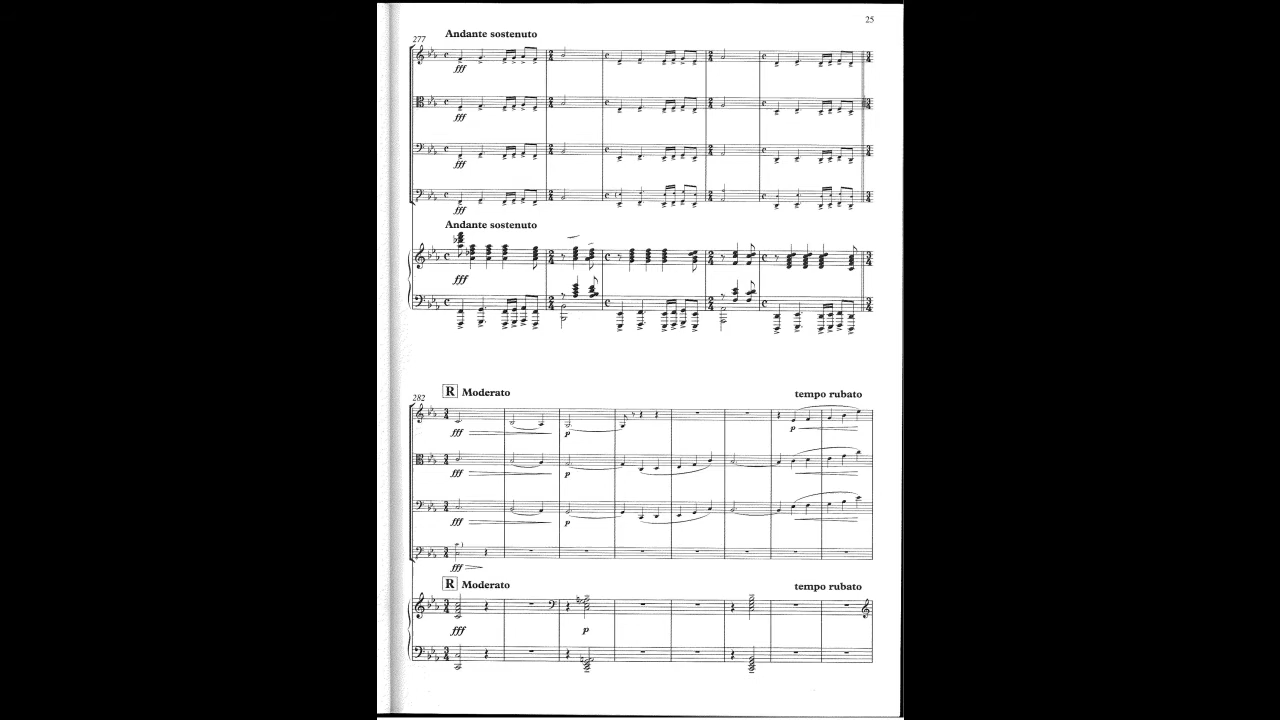 25
Andante sostenuto
277
fff
fff
fff
fff
Andante sostenuto
fff
R Moderato
tempo rubato
282
fff
p
p
fff
p
fff
p
fff
R Moderato
tempo rubato
fff
p